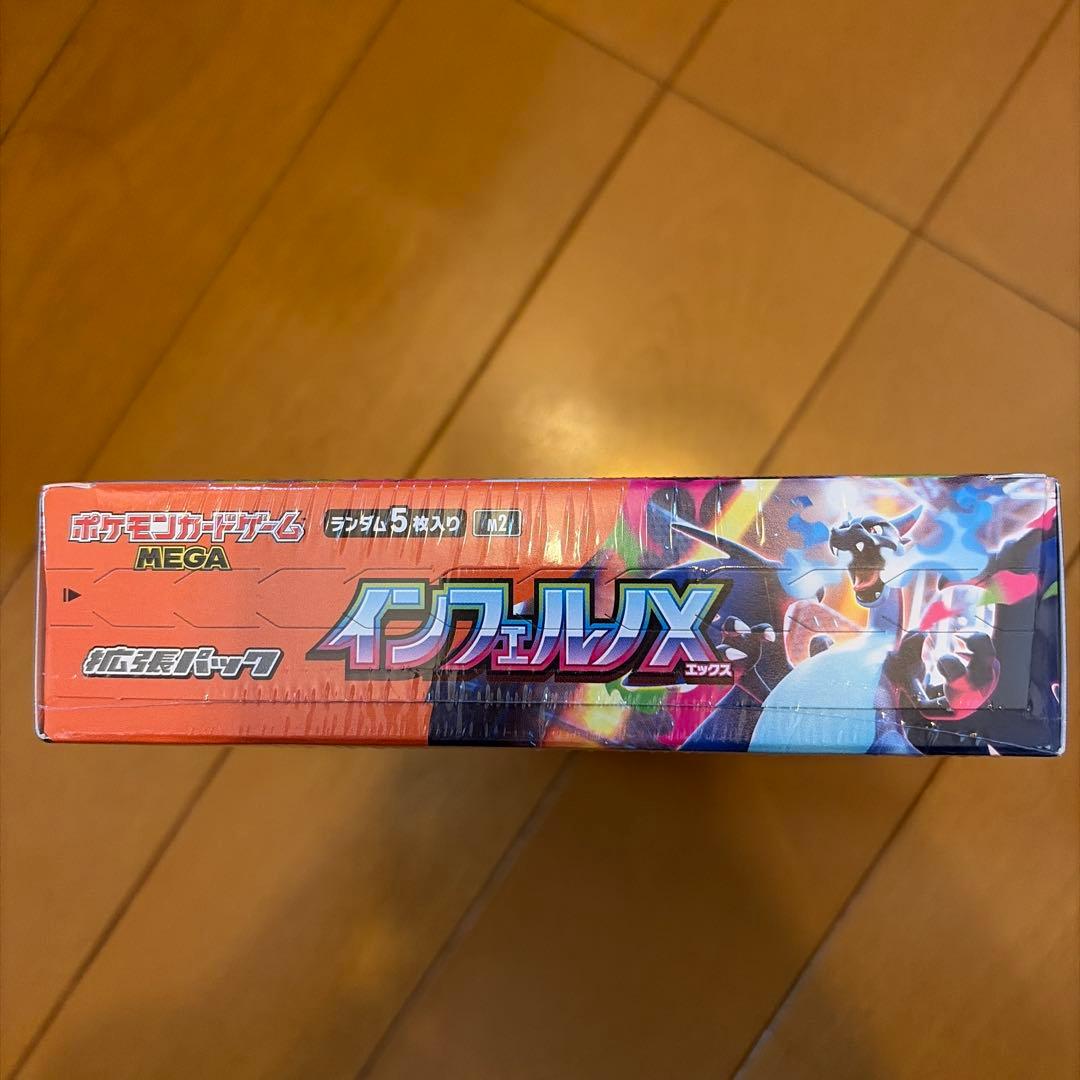 ポケモンカードゲーム
MEGA
ランダム5枚入り
M2
拡張パック
インフェルノX
エックス